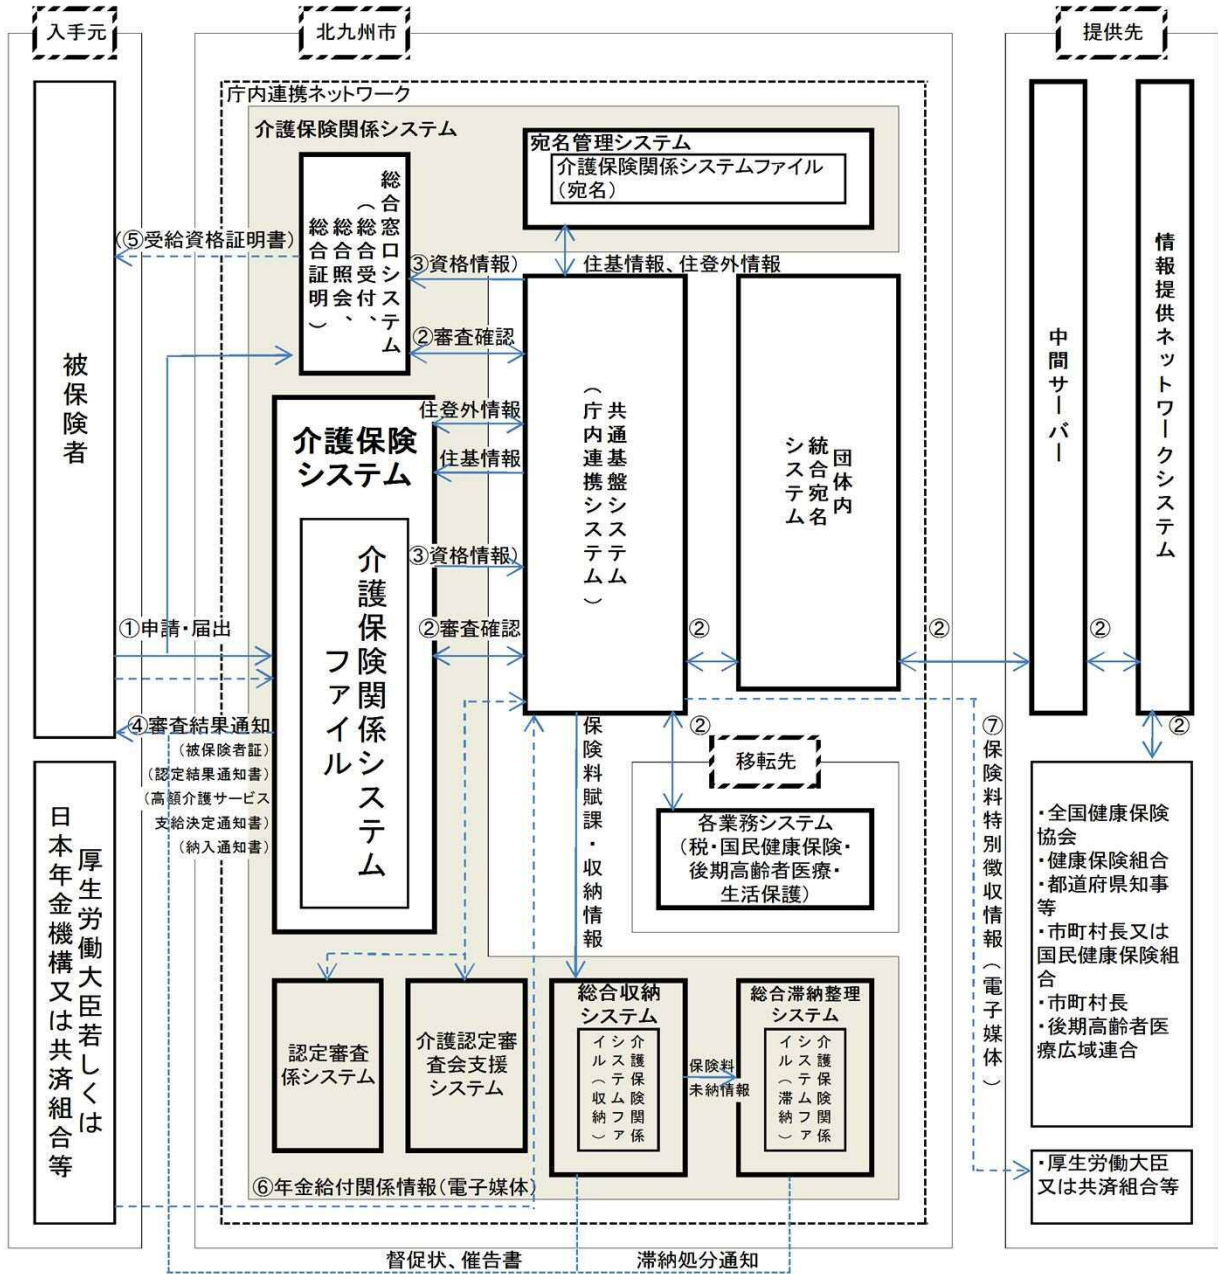 入手元
北九州市
提供先
庁内連携ネットワーク
介護保険関係システム
宛名管理システム
介護保険関係システムファイル
(宛名)
総合窓口システム
(総合受付、
総合照会、
総合証明)
(⑤受給資格証明書)
③資格情報)
住基情報、住登外情報
②審査確認
被保険者
住登外情報
住基情報
介護保険
システム
介護保険関係システム
ファイル
③資格情報)
②審査確認
共通基盤システム
(庁内連携システム)
団体内
統合宛名
システム
中間サーバー
情報提供ネットワークシステム
①申請・届出
②
②
②
②
②
④審査結果通知
(被保険者証)
(認定結果通知書)
(高額介護サービス
支給決定通知書)
(納入通知書)
保険料賦課・収納情報
移転先
各業務システム
(税・国民健康保険・
後期高齢者医療・
生活保護)
⑦保険料特別徴収情報(電子媒体)
・全国健康保険
協会
・健康保険組合
・都道府県知事
等
・市町村長又は
国民健康保険組
合
・市町村長
・後期高齢者医
療広域連合
厚生労働大臣若しくは
日本年金機構又は共済組合等
認定審査
係システム
介護認定審
査会支援
システム
総合収納
システム
介護保険関係
システムファ
イル(収納)
保険料
未納情報
総合滞納整理
システム
介護保険関係
システムファ
イル(滞納)
・厚生労働大臣
又は共済組合等
⑥年金給付関係情報(電子媒体)
督促状、催告書
滞納処分通知